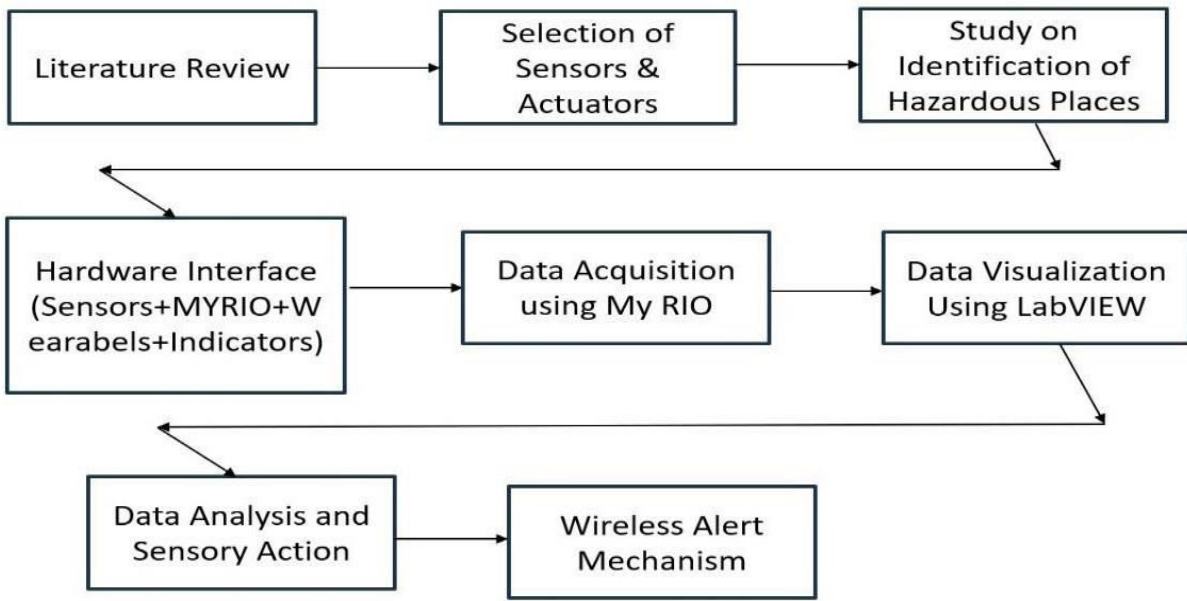 Literature Review
Selection of
Sensors &
Actuators
Study on
Identification of
Hazardous Places
Hardware Interface
(Sensors+MYRIO+W
earabels+Indicators)
Data Acquisition
using My RIO
Data Visualization
Using LabVIEW
Data Analysis and
Sensory Action
Wireless Alert
Mechanism